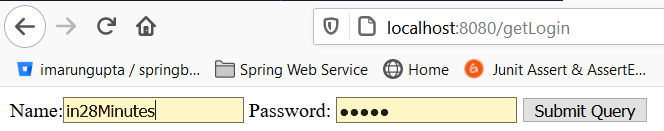 localhost:8080/getLogin
imarungupta / springb... Spring Web Service Home Junit Assert & AssertE...
Name: in28Minutes Password: ●●●●● Submit Query